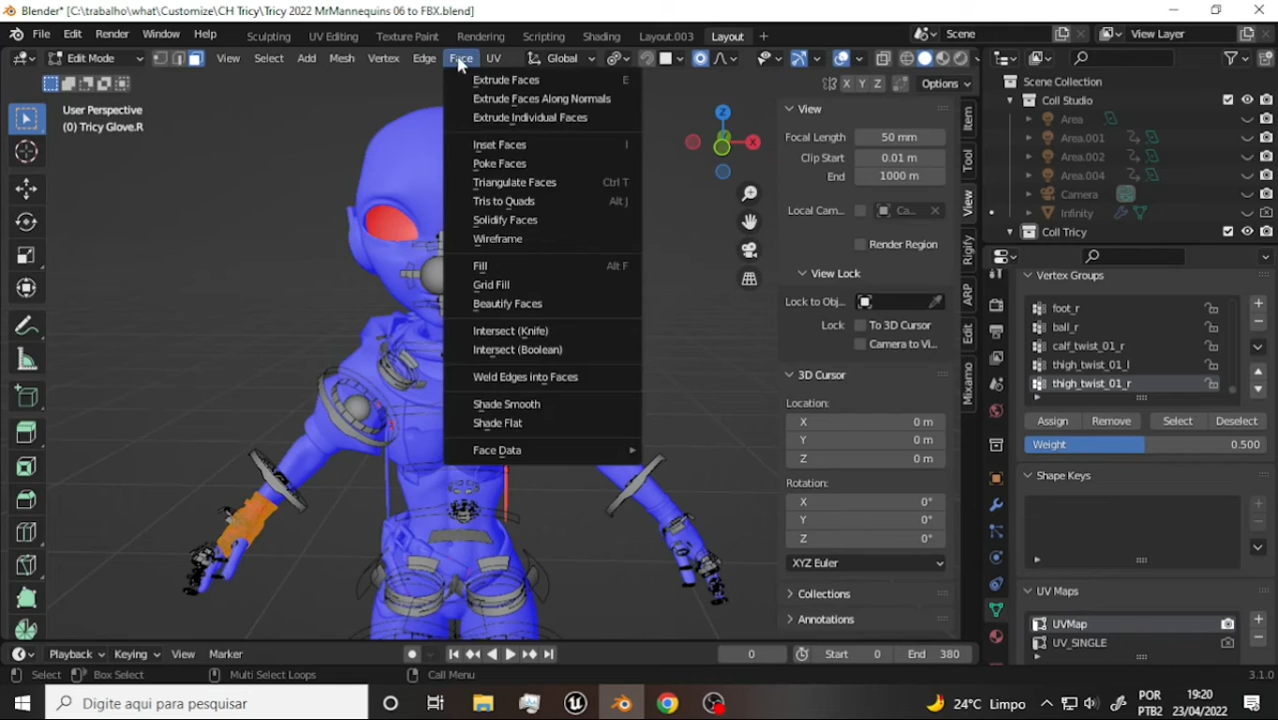 Blender* [C:\trabalho\what\Customize\CH Tricy\Tricy 2022 MrMannequins 06 to FBX.blend]
File Edit Render Window Help Sculpting UV Editing Texture Paint Rendering Compositing Scripting Shading Layout.003 Layout Scene View Layer
Edit Mode View Select Add Mesh Vertex Edge Face UV Global
X Y Z Options
User Perspective
(0) Tricy Glove.R
Extrude Faces E
Extrude Faces Along Normals
Extrude Individual Faces
Inset Faces I
Poke Faces
Triangulate Faces Ctrl T
Tris to Quads Alt J
Solidify Faces
Wireframe
Fill Alt F
Grid Fill
Beautify Faces
Intersect (Knife)
Intersect (Boolean)
Weld Edges into Faces
Shade Smooth
Shade Flat
Face Data
Z
X
View
Focal Length 50 mm
Clip Start 0.01 m
End 1000 m
Local Cam... Ca...
Render Region
View Lock
Lock to Obj...
Lock To 3D Cursor
Camera to Vi...
3D Cursor
Location:
X 0 m
Y 0 m
Z 0 m
Rotation:
X 0°
Y 0°
Z 0°
XYZ Euler
Collections
Annotations
Item
Tool
View
Rigify
ARP
Edit
Mixamo
Scene Collection
Coll Studio
Area
Area.001
Area.002
Area.004
Camera
Infinity
Coll Tricy
Vertex Groups
foot_r
ball_r
calf_twist_01_r
thigh_twist_01_l
thigh_twist_01_r
Assign Remove Select Deselect
Weight 0.500
Shape Keys
UV Maps
UVMap
UV_SINGLE
Playback Keying View Marker 0 Start 0 End 380
Select Box Select Multi Select Loops Call Menu 3.1.0
Digite aqui para pesquisar
24°C Limpo
POR
PTB2
19:20
23/04/2022